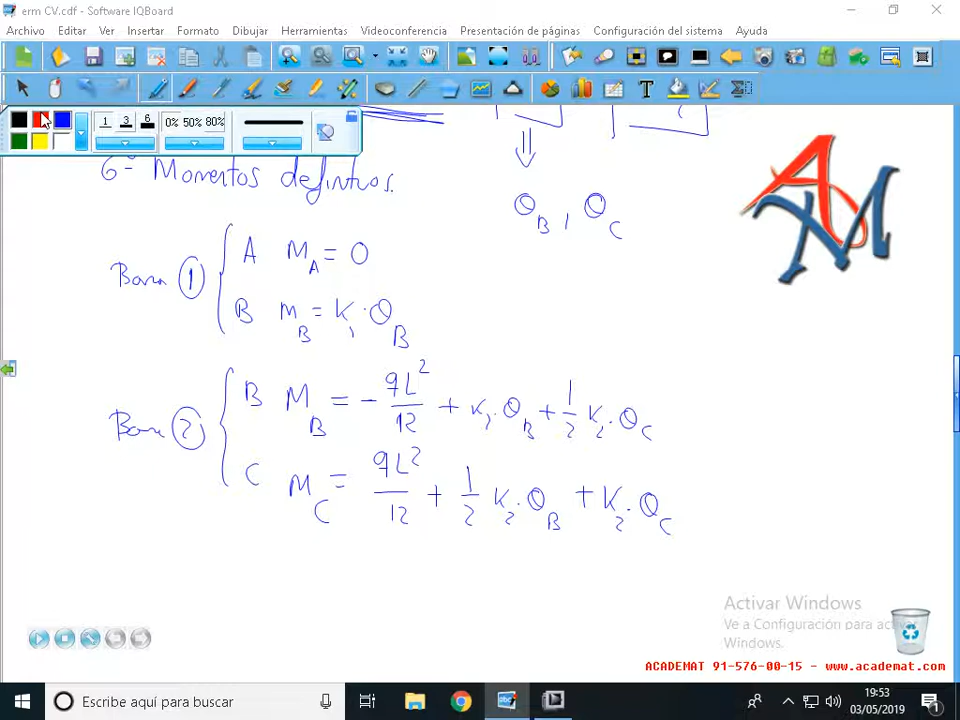 erm CV.cdf - Software IQBoard
Archivo Editar Ver Insertar Formato Dibujar Herramientas Videoconferencia Presentación de páginas Configuración del sistema Ayuda
1 3 6 0% 50% 80%
6º Momentos definitivos.
θB, θC
Barra 1
A MA = 0
B MB = K1 · θB
Barra 2
B MB = - qL²/12 + K2 · θB + 1/2 K2 · θC
C MC = qL²/12 + 1/2 K2 · θB + K2 · θC
AM
Activar Windows
Ve a Configuración para activar
Windows.
ACADEMAT 91-576-00-15 - www.academat.com
Escribe aquí para buscar
19:53
03/05/2019
1